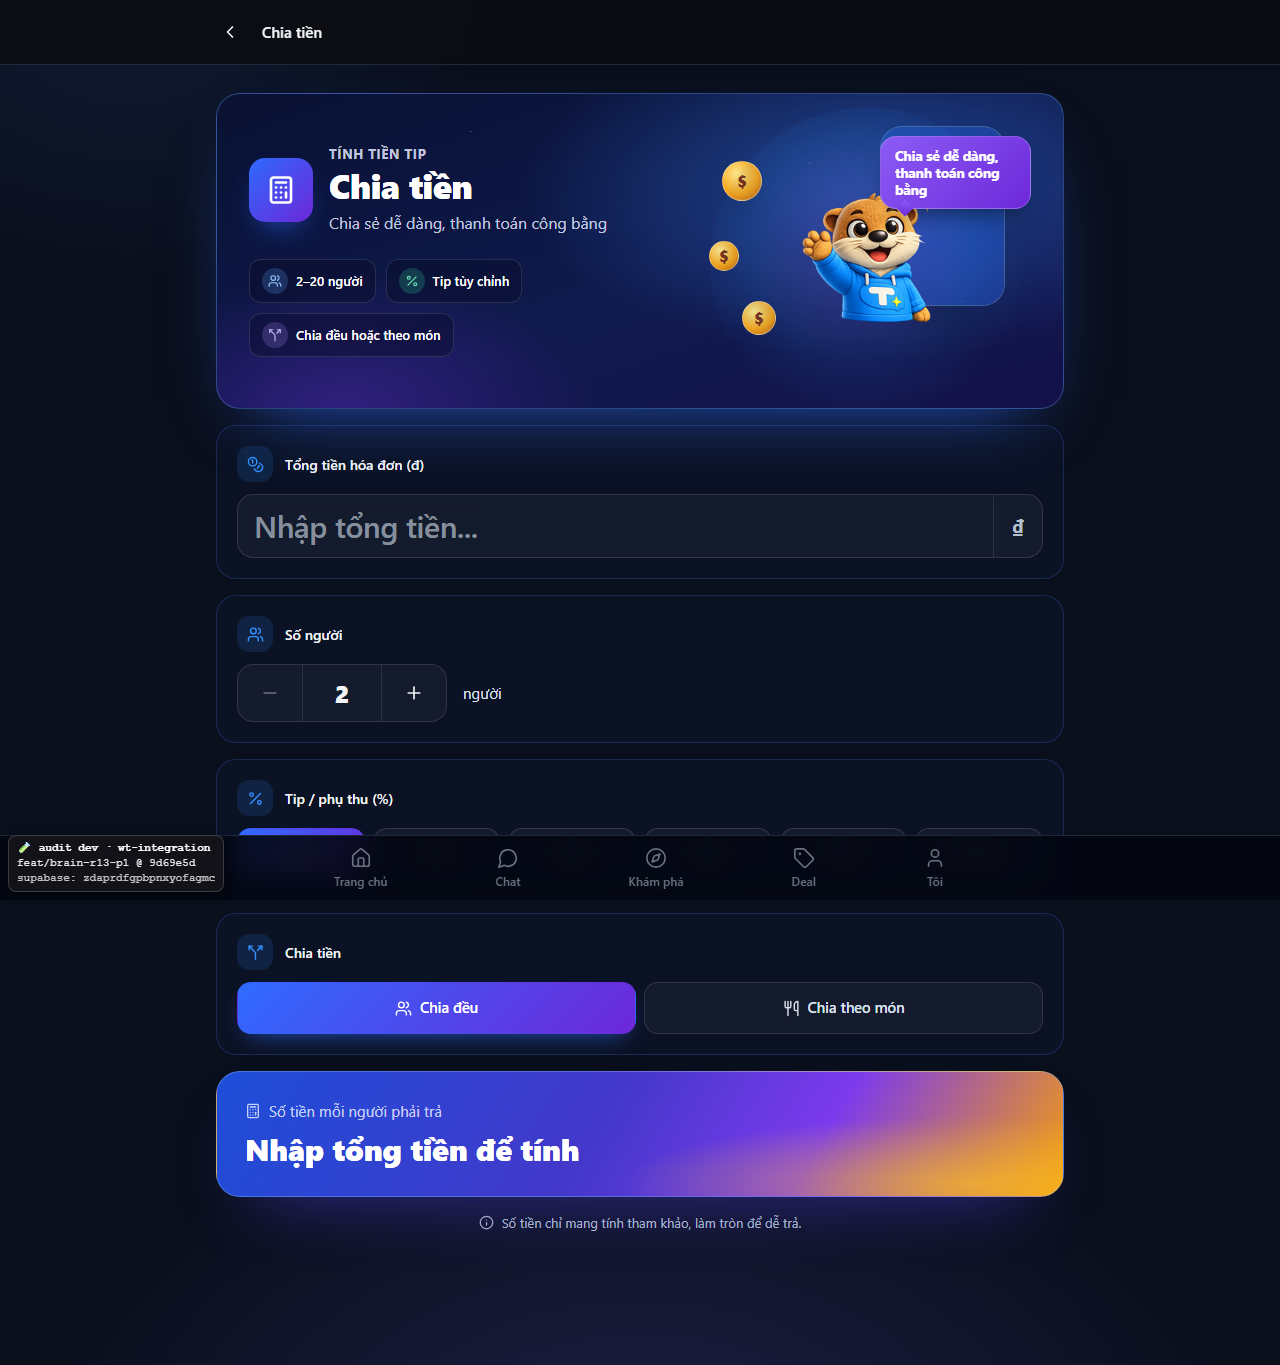 Chia tiền
TÍNH TIỀN TIP
Chia tiền
Chia sẻ dễ dàng, thanh toán công bằng
2–20 người
Tip tùy chỉnh
Chia đều hoặc theo món
Chia sẻ dễ dàng,
thanh toán công
bằng
$
$
$
T
Tổng tiền hóa đơn (đ)
Nhập tổng tiền...
₫
Số người
2
người
Tip / phụ thu (%)
audit dev · wt-integration
feat/brain-r13-p1 @ 9d69e5d
supabase: zdaprdfgpbpnxyofagmc
Trang chủ
Chat
Khám phá
Deal
Tôi
Chia tiền
Chia đều
Chia theo món
Số tiền mỗi người phải trả
Nhập tổng tiền để tính
Số tiền chỉ mang tính tham khảo, làm tròn để dễ trả.